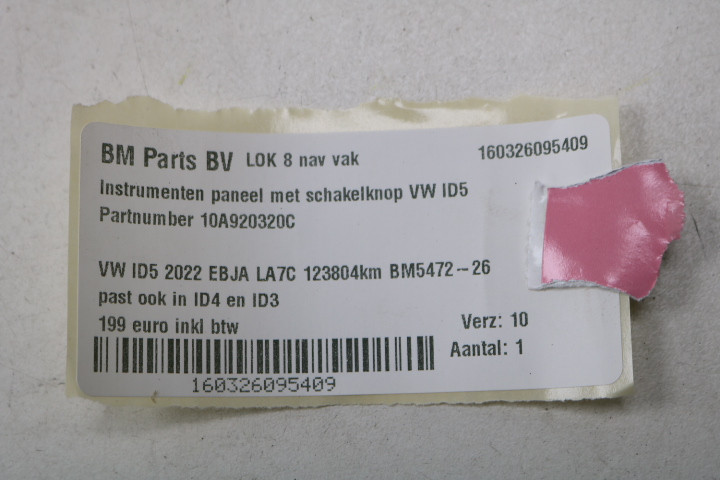 BM Parts BV LOK 8 nav vak 160326095409
Instrumenten paneel met schakelknop VW ID5
Partnumber 10A920320C
VW ID5 2022 EBJA LA7C 123804km BM5472--26
past ook in ID4 en ID3
199 euro inkl btw Verz: 10
Aantal: 1
160326095409